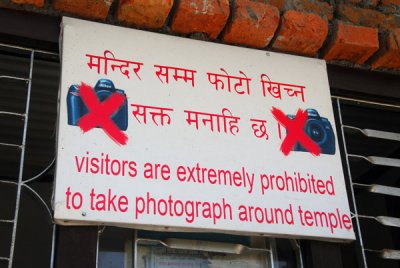 मन्दिर सम्म फोटो खिच्न
सक्त मनाहि छ ।
visitors are extremely prohibited
to take photograph around temple